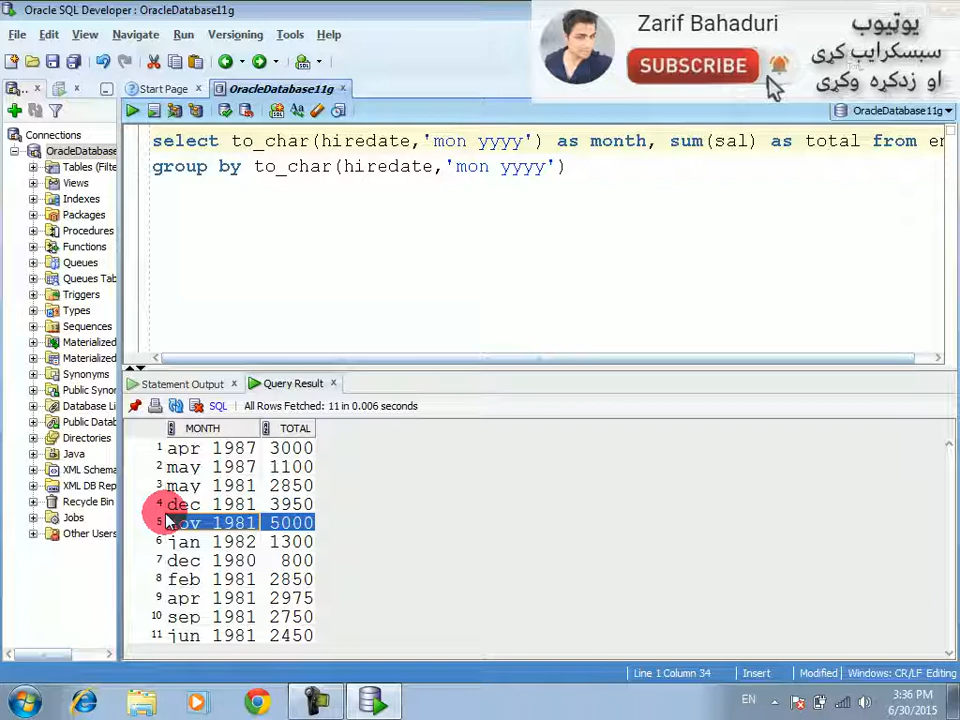 Oracle SQL Developer : OracleDatabase11g
File Edit View Navigate Run Versioning Tools Help
Zarif Bahaduri
SUBSCRIBE
یوټیوب
سبسکرایب کړی
او زدکړه وکړی
Start Page
OracleDatabase11g
OracleDatabase11g
Connections
OracleDatabase
Tables (Filte
Views
Indexes
Packages
Procedures
Functions
Queues
Queues Tab
Triggers
Types
Sequences
Materialized
Materialized
Synonyms
Public Synor
Database Li
Public Datab
Directories
Java
XML Schema
XML DB Rep
Recycle Bin
Jobs
Other Users
select to_char(hiredate,'mon yyyy') as month, sum(sal) as total from em
group by to_char(hiredate,'mon yyyy')
Statement Output
Query Result
SQL | All Rows Fetched: 11 in 0.006 seconds
MONTH TOTAL
1 apr 1987 3000
2 may 1987 1100
3 may 1981 2850
4 dec 1981 3950
5 nov 1981 5000
6 jan 1982 1300
7 dec 1980 800
8 feb 1981 2850
9 apr 1981 2975
10 sep 1981 2750
11 jun 1981 2450
Line 1 Column 34 | Insert | Modified | Windows: CR/LF Editing
EN
3:36 PM
6/30/2015